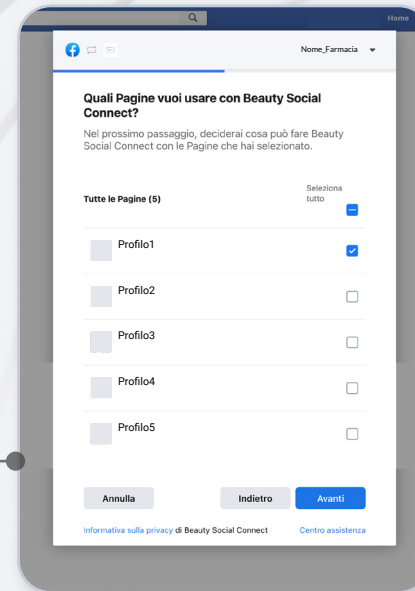 Home
Nome_Farmacia
Quali Pagine vuoi usare con Beauty Social
Connect?
Nel prossimo passaggio, deciderai cosa può fare Beauty
Social Connect con le Pagine che hai selezionato.
Tutte le Pagine (5)
Seleziona
tutto
Profilo1
Profilo2
Profilo3
Profilo4
Profilo5
Annulla
Indietro
Avanti
Informativa sulla privacy di Beauty Social Connect
Centro assistenza